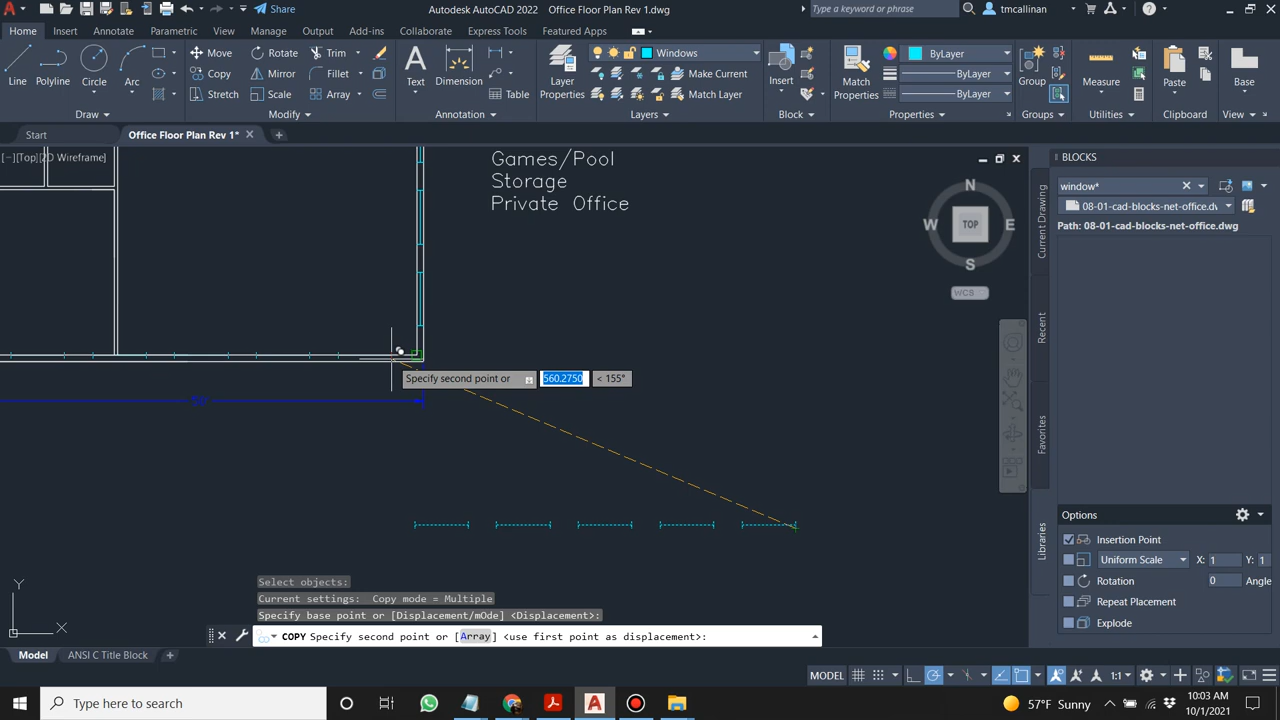 Share
Autodesk AutoCAD 2022 Office Floor Plan Rev 1.dwg
Type a keyword or phrase
tmcallinan
Home Insert Annotate Parametric View Manage Output Add-ins Collaborate Express Tools Featured Apps
Line Polyline Circle Arc
Move Rotate Trim
Copy Mirror Fillet
Stretch Scale Array
Text Dimension Table
Layer Properties
Windows
Make Current
Match Layer
Insert
Match Properties
ByLayer
ByLayer
ByLayer
Group
Measure
Paste
Base
Draw Modify Annotation Layers Block Properties Groups Utilities Clipboard View
Start Office Floor Plan Rev 1*
[−][Top][2D Wireframe]
Games/Pool
Storage
Private Office
N
W TOP E
S
WCS
BLOCKS
window*
08-01-cad-blocks-net-office.dw
Path: 08-01-cad-blocks-net-office.dwg
Current Drawing
Recent
Favorites
Libraries
Specify second point or 560.2750 < 155°
Options
Insertion Point
Uniform Scale X: 1 Y: 1
Rotation 0 Angle
Repeat Placement
Explode
Y
X
Select objects:
Current settings: Copy mode = Multiple
Specify base point or [Displacement/mOde] <Displacement>:
COPY Specify second point or [Array] <use first point as displacement>:
Model ANSI C Title Block
MODEL 1:1
Type here to search
57°F Sunny
10:03 AM
10/1/2021